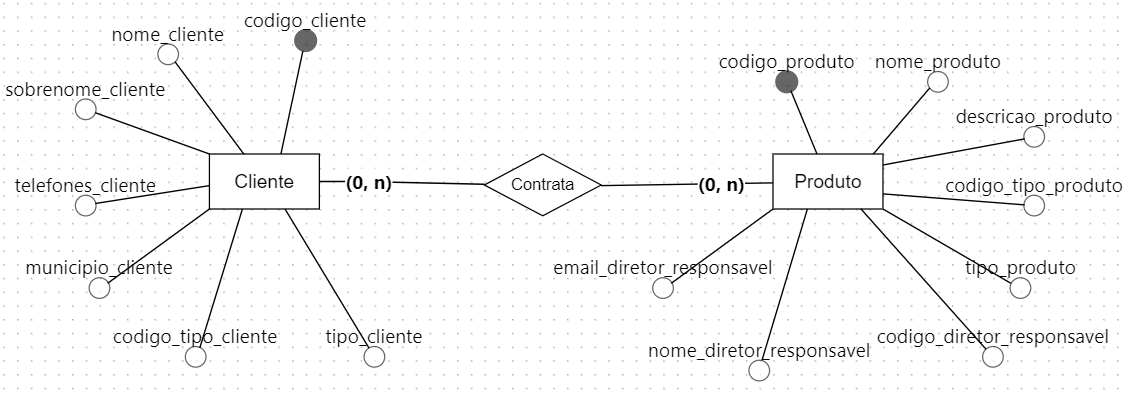 codigo_cliente
nome_cliente
sobrenome_cliente
telefones_cliente
municipio_cliente
codigo_tipo_cliente
tipo_cliente
Cliente
(0, n)
Contrata
(0, n)
Produto
codigo_produto
nome_produto
descricao_produto
codigo_tipo_produto
tipo_produto
codigo_diretor_responsavel
nome_diretor_responsavel
email_diretor_responsavel